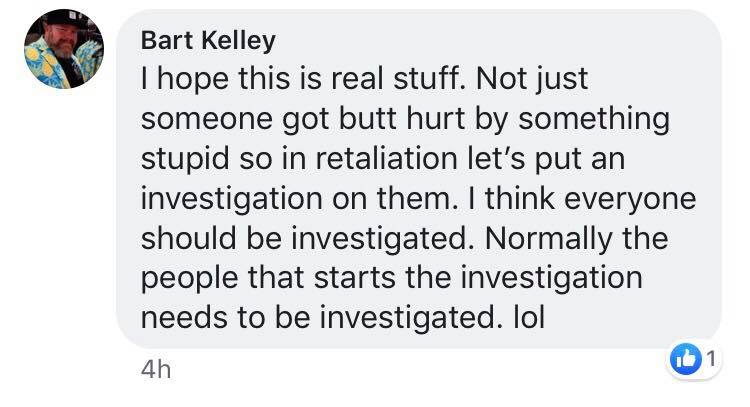 Bart Kelley
I hope this is real stuff. Not just
someone got butt hurt by something
stupid so in retaliation let’s put an
investigation on them. I think everyone
should be investigated. Normally the
people that starts the investigation
needs to be investigated. lol
4h
1